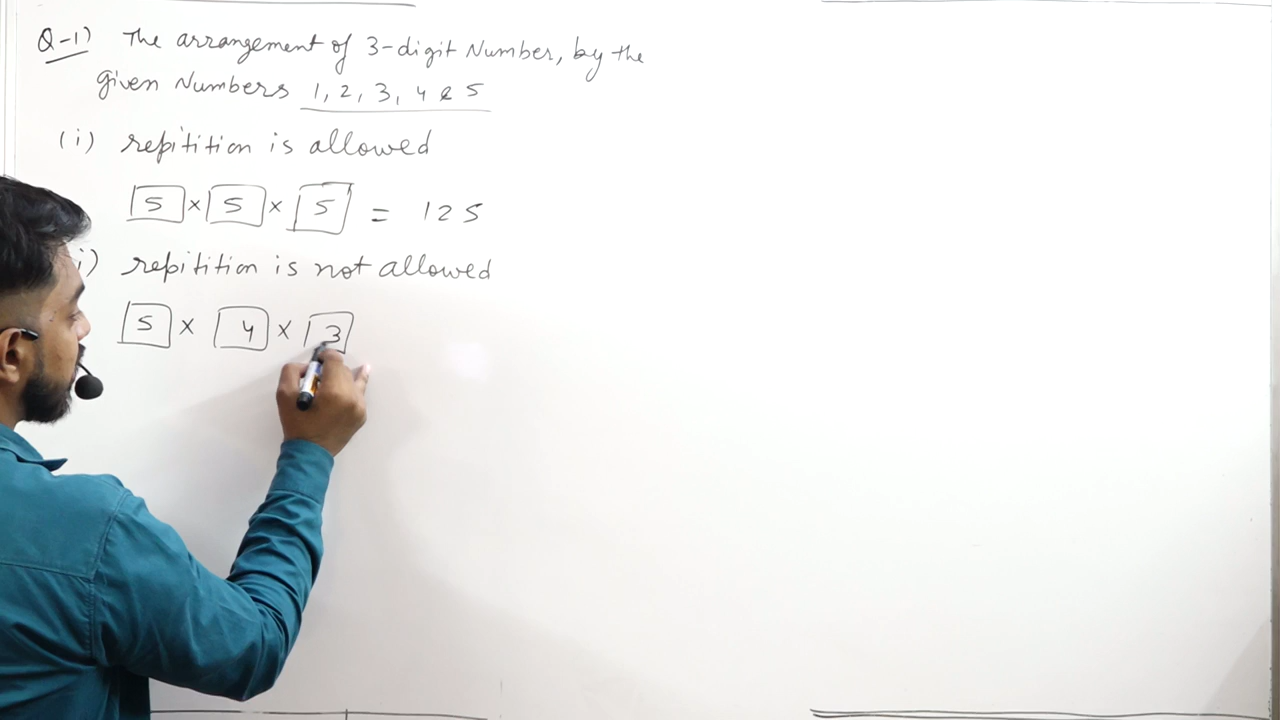 Q-1) The arrangement of 3-digit Number, by the
given Numbers 1, 2, 3, 4 & 5
(i) repitition is allowed
5 × 5 × 5 = 125
i) repitition is not allowed
5 × 4 × 3